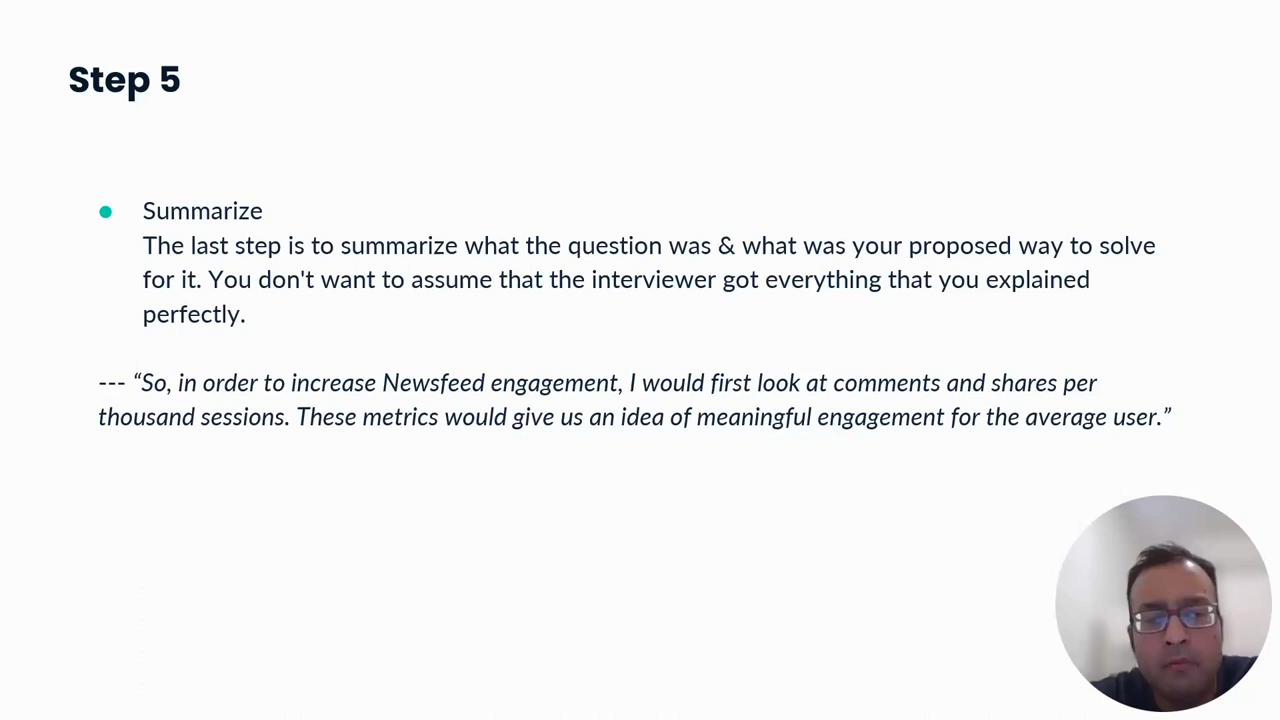 Step 5
Summarize
The last step is to summarize what the question was & what was your proposed way to solve
for it. You don't want to assume that the interviewer got everything that you explained
perfectly.
--- “So, in order to increase Newsfeed engagement, I would first look at comments and shares per
thousand sessions. These metrics would give us an idea of meaningful engagement for the average user.”